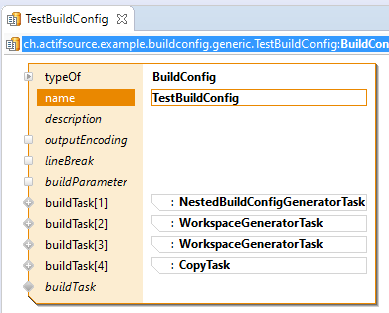 TestBuildConfig
ch.actifsource.example.buildconfig.generic.TestBuildConfig:BuildCon
typeOf BuildConfig
name TestBuildConfig
description
outputEncoding
lineBreak
buildParameter
buildTask[1] : NestedBuildConfigGeneratorTask
buildTask[2] : WorkspaceGeneratorTask
buildTask[3] : WorkspaceGeneratorTask
buildTask[4] : CopyTask
buildTask